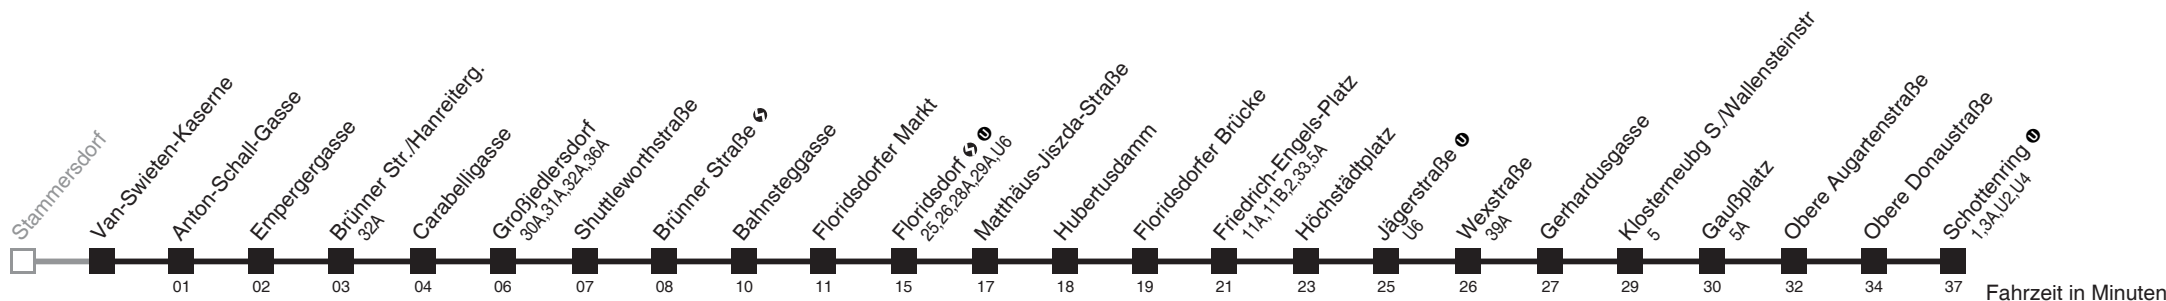 Stammersdorf
Van-Swieten-Kaserne
Anton-Schall-Gasse
Empergergasse
Brünner Str./Hanreiterg.
32A
Carabelligasse
Großjedlersdorf
30A,31A,32A,36A
Shuttleworthstraße
Brünner Straße
Bahnsteggasse
Floridsdorfer Markt
Floridsdorf U
25,26,28A,29A,U6
Matthäus-Jiszda-Straße
Hubertusdamm
Floridsdorfer Brücke
Friedrich-Engels-Platz
11A,11B,2,33,5A
Höchstädtplatz
Jägerstraße U
U6
Wexstraße
39A
Gerhardusgasse
Klosterneubg S./Wallensteinstr
5
Gaußplatz
5A
Obere Augartenstraße
Obere Donaustraße
Schottenring U
1,3A,U2,U4
01 02 03 04 06 07 08 10 11 15 17 18 19 21 23 25 26 27 29 30 32 34 37
Fahrzeit in Minuten